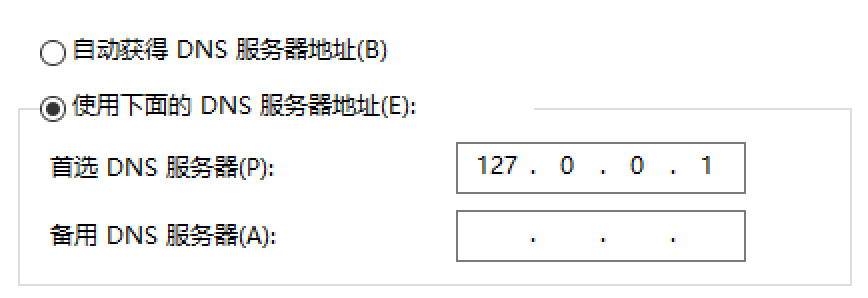 自动获得 DNS 服务器地址(B)
使用下面的 DNS 服务器地址(E):
首选 DNS 服务器(P): 127 . 0 . 0 . 1
备用 DNS 服务器(A): . . .